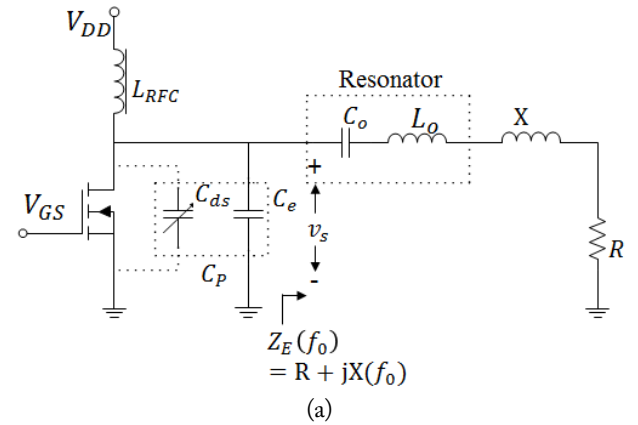 V_DD
L_RFC
Resonator
C_o
L_o
X
+
V_GS
C_ds
C_e
v_s
R
C_P
-
Z_E(f_0)
= R + jX(f_0)
(a)